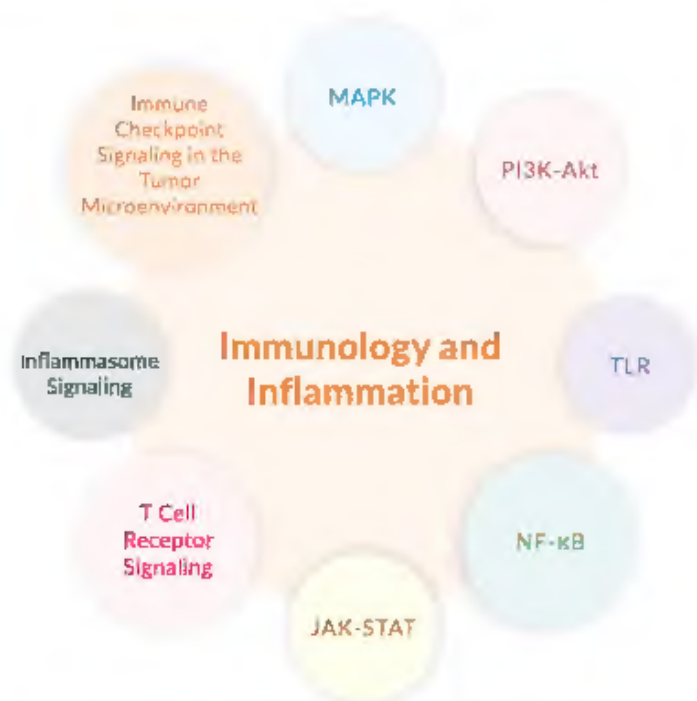 MAPK
Immune
Checkpoint
Signaling in the
Tumor
Microenvironment
PI3K-Akt
Immunology and
Inflammation
Inflammasome
Signaling
TLR
T Cell
Receptor
Signaling
NF-κB
JAK-STAT